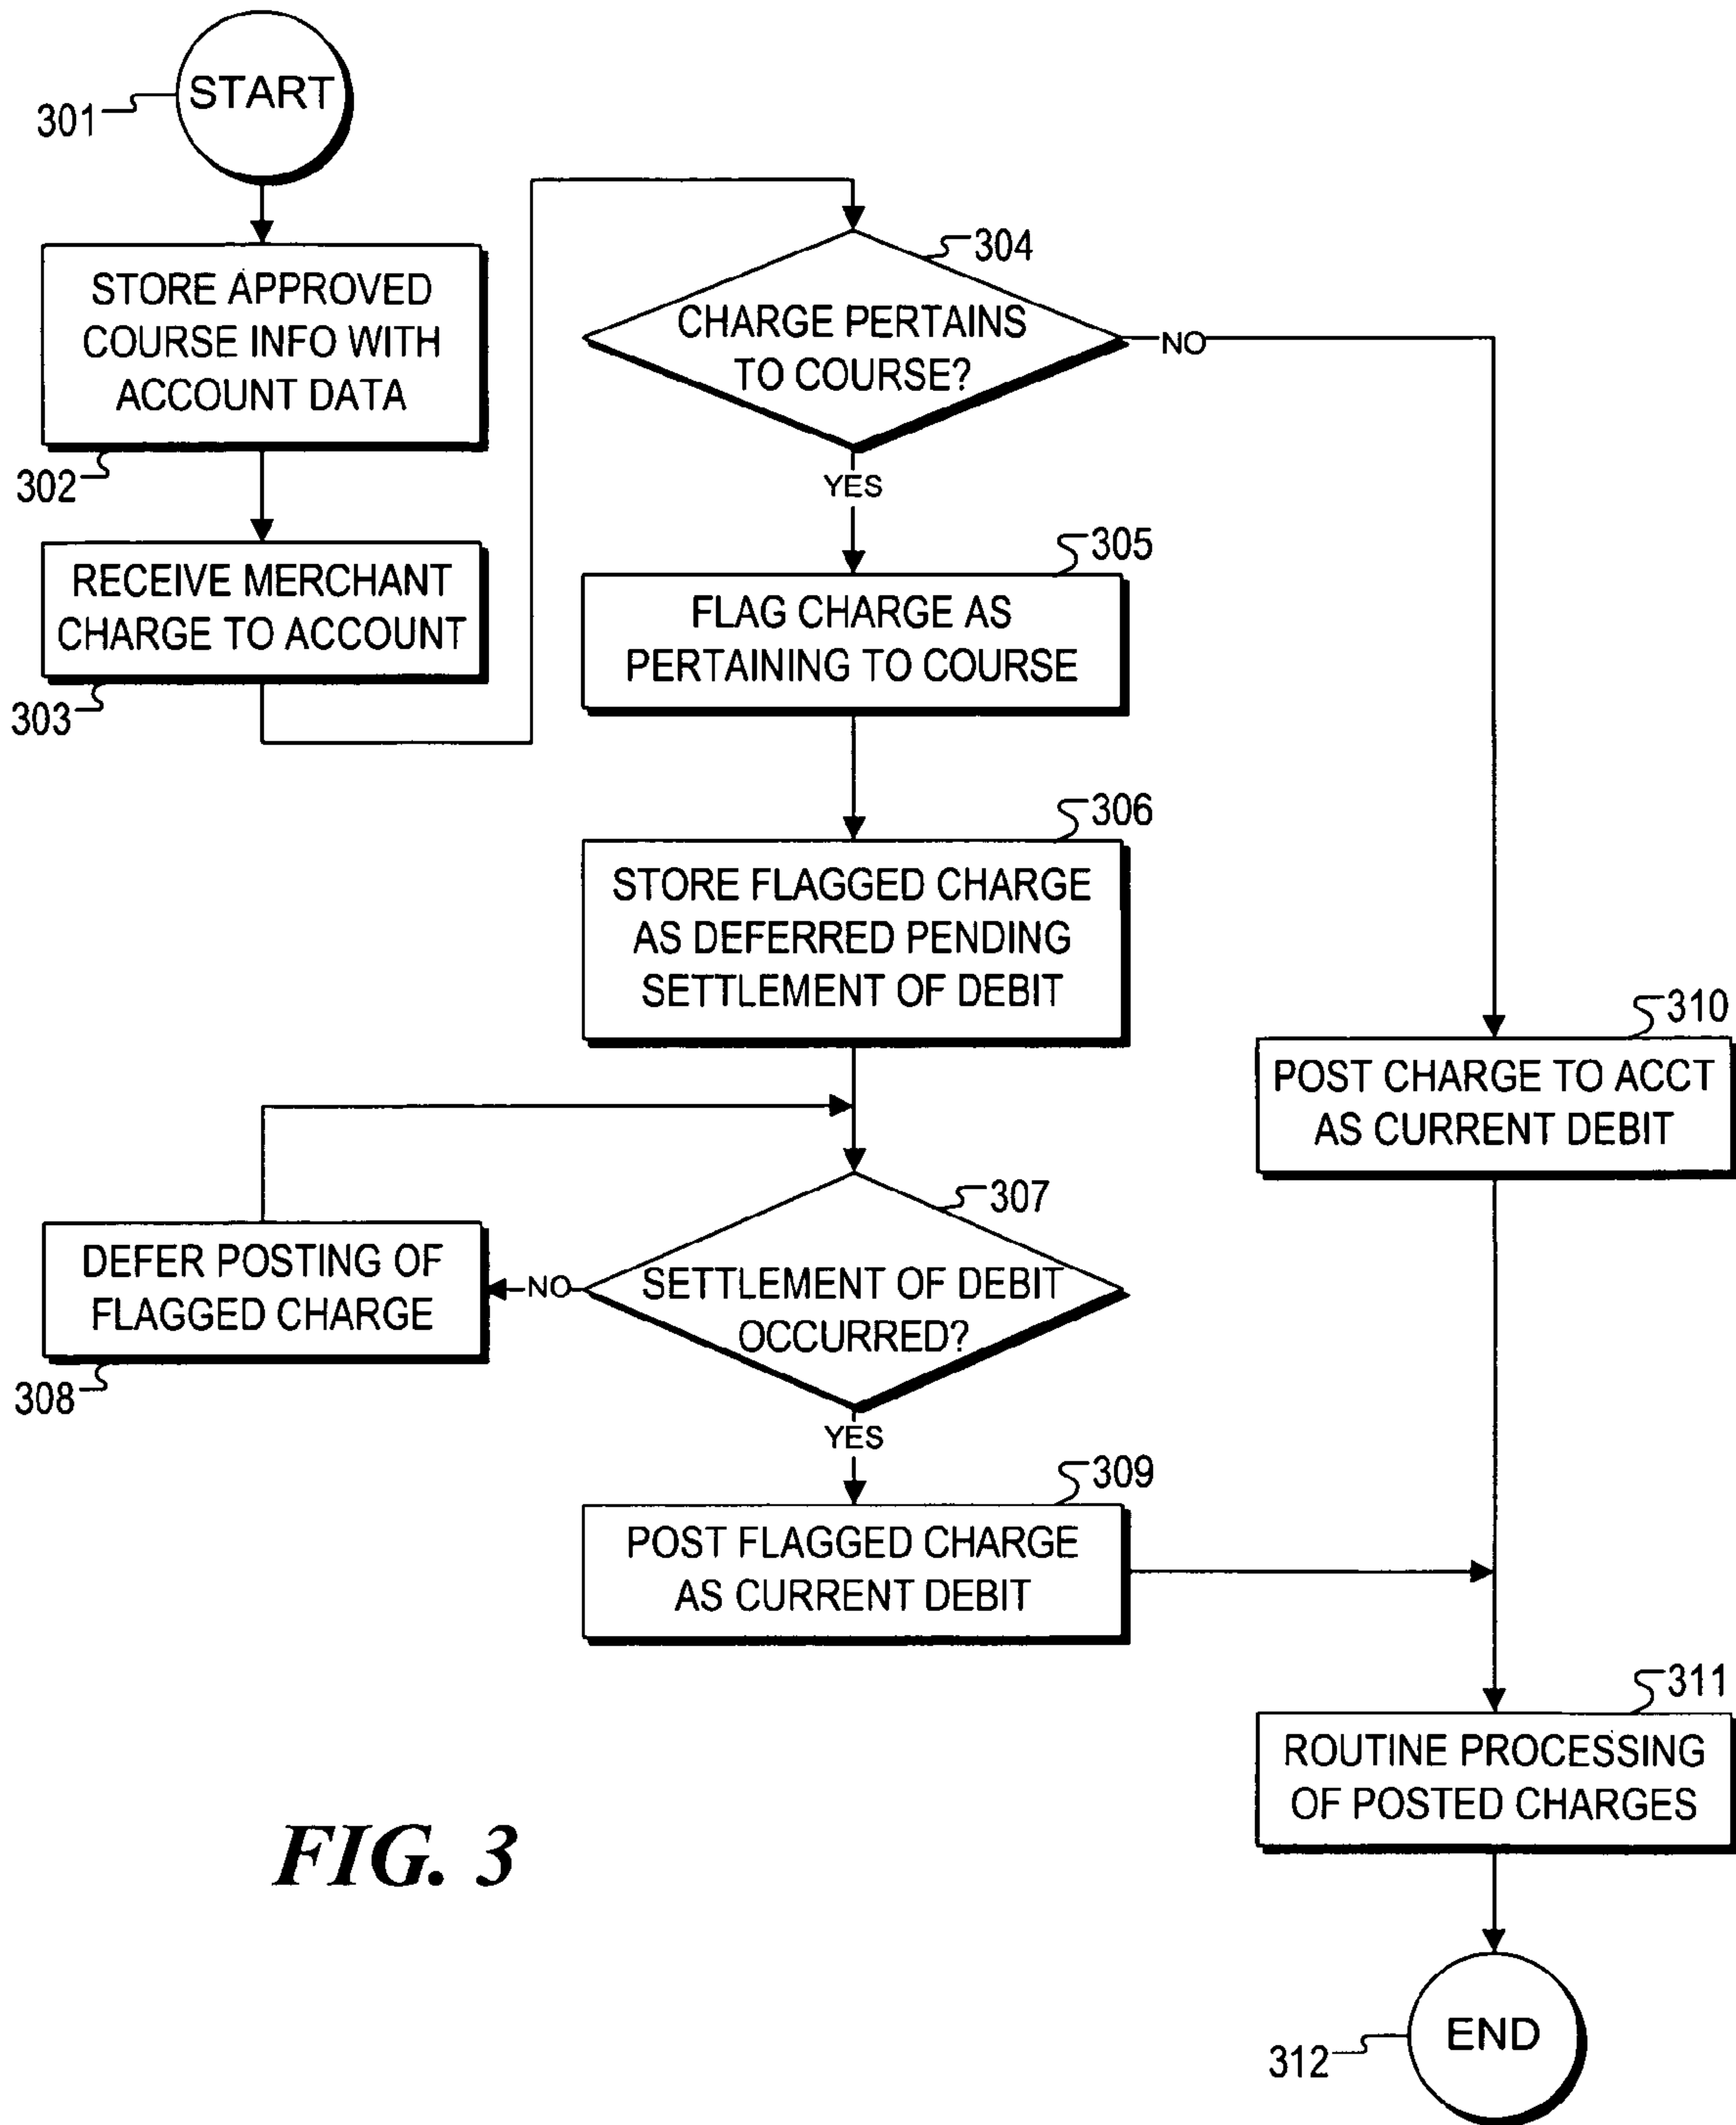 START
301
STORE APPROVED
COURSE INFO WITH
ACCOUNT DATA
302
RECEIVE MERCHANT
CHARGE TO ACCOUNT
303
304
CHARGE PERTAINS
TO COURSE?
NO
YES
305
FLAG CHARGE AS
PERTAINING TO COURSE
306
STORE FLAGGED CHARGE
AS DEFERRED PENDING
SETTLEMENT OF DEBIT
307
SETTLEMENT OF DEBIT
OCCURRED?
NO
DEFER POSTING OF
FLAGGED CHARGE
308
YES
309
POST FLAGGED CHARGE
AS CURRENT DEBIT
310
POST CHARGE TO ACCT
AS CURRENT DEBIT
311
ROUTINE PROCESSING
OF POSTED CHARGES
END
312
FIG. 3